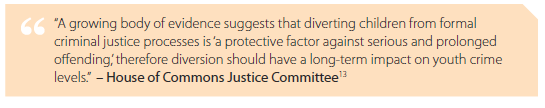 “A growing body of evidence suggests that diverting children from formal
criminal justice processes is ‘a protective factor against serious and prolonged
offending,’ therefore diversion should have a long-term impact on youth crime
levels.” – House of Commons Justice Committee13